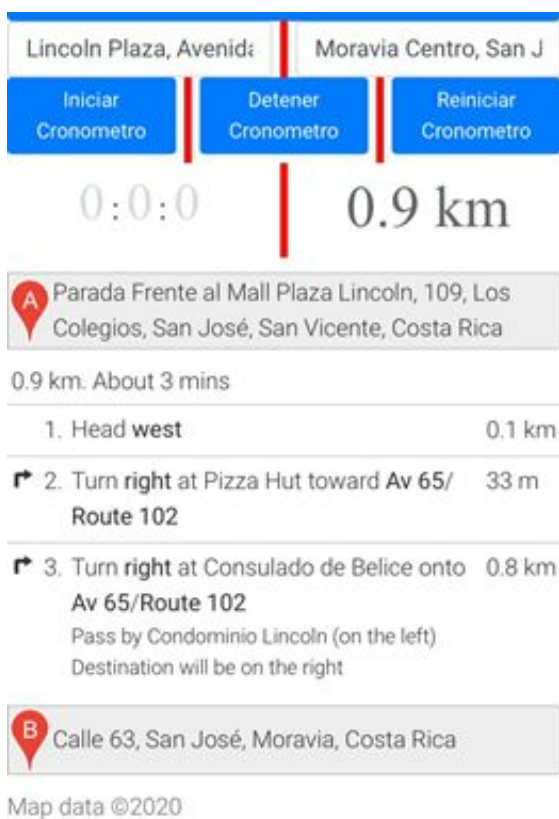 Lincoln Plaza, Avenida
Moravia Centro, San J
Iniciar
Cronometro
Detener
Cronometro
Reiniciar
Cronometro
0:0:0
0.9 km
A
Parada Frente al Mall Plaza Lincoln, 109, Los
Colegios, San José, San Vicente, Costa Rica
0.9 km. About 3 mins
1. Head west 0.1 km
2. Turn right at Pizza Hut toward Av 65/ 33 m
Route 102
3. Turn right at Consulado de Belice onto 0.8 km
Av 65/Route 102
Pass by Condominio Lincoln (on the left)
Destination will be on the right
B
Calle 63, San José, Moravia, Costa Rica
Map data ©2020